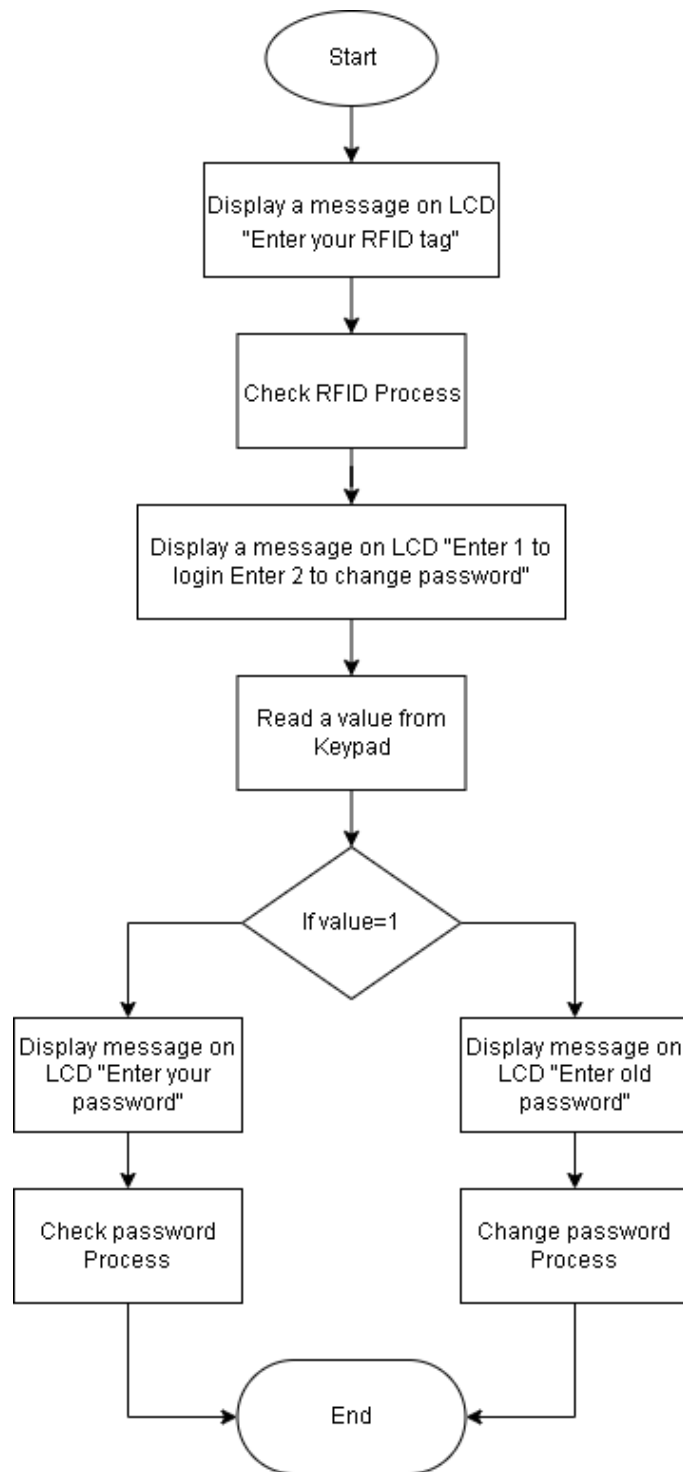 Start
Display a message on LCD
"Enter your RFID tag"
Check RFID Process
Display a message on LCD "Enter 1 to
login Enter 2 to change password"
Read a value from
Keypad
If value=1
Display message on
LCD "Enter your
password"
Display message on
LCD "Enter old
password"
Check password
Process
Change password
Process
End